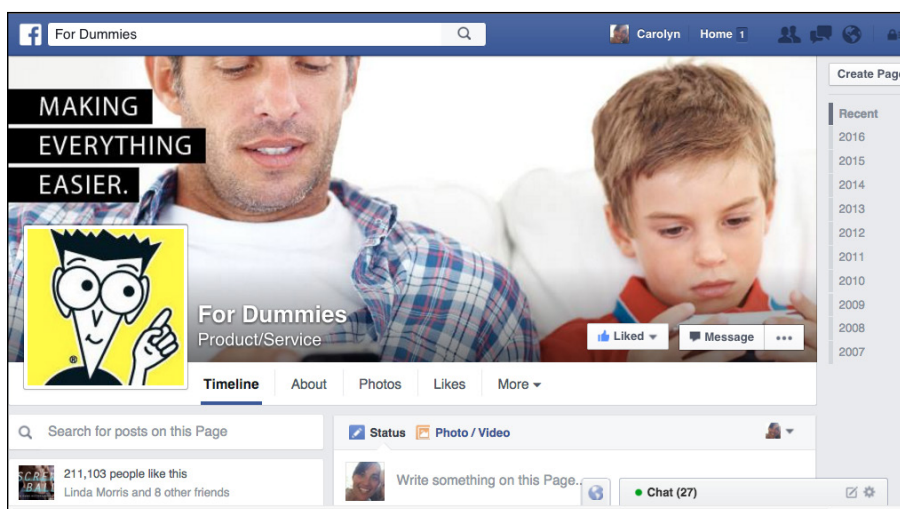 For Dummies
Carolyn
Home 1
Create Pag
MAKING
EVERYTHING
EASIER.
Recent
2016
2015
2014
2013
2012
2011
2010
2009
2008
2007
®
For Dummies
Product/Service
Liked
Message
Timeline
About
Photos
Likes
More
Search for posts on this Page
Status
Photo / Video
211,103 people like this
Linda Morris and 8 other friends
Write something on this Page..
Chat (27)